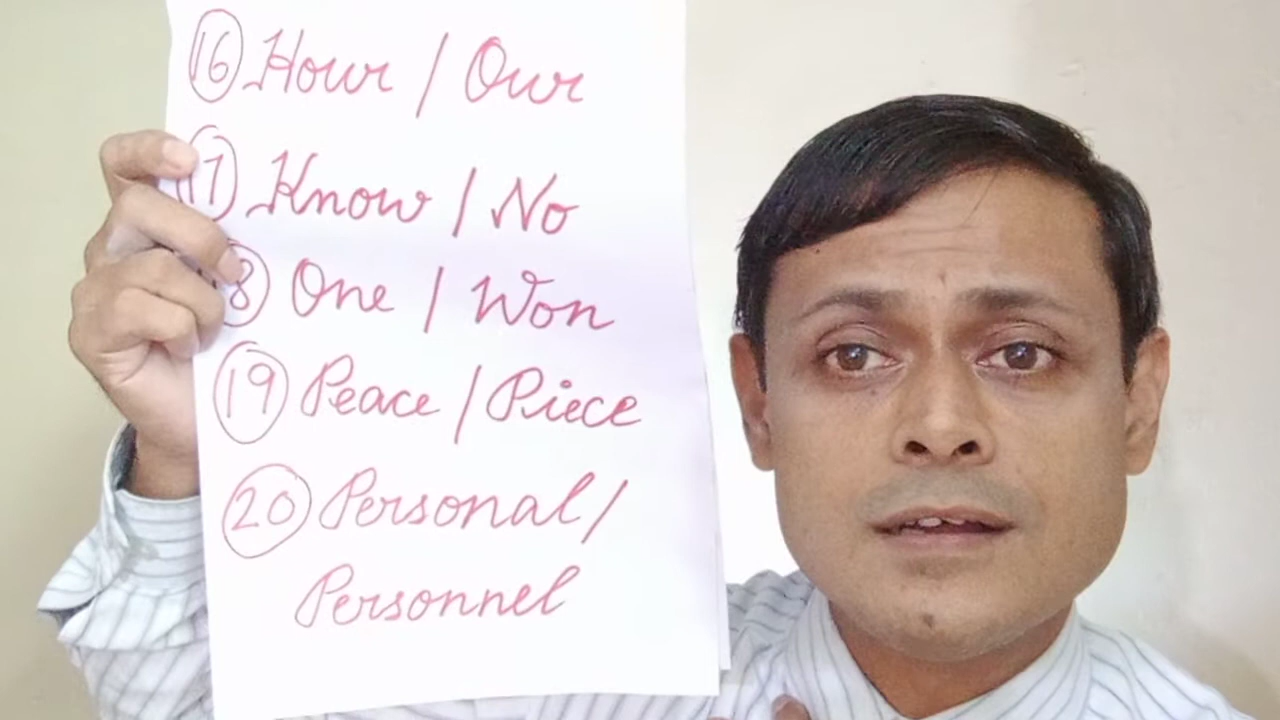 16 Hour / Our
17 Know / No
18 One / Won
19 Peace / Piece
20 Personal /
Personnel